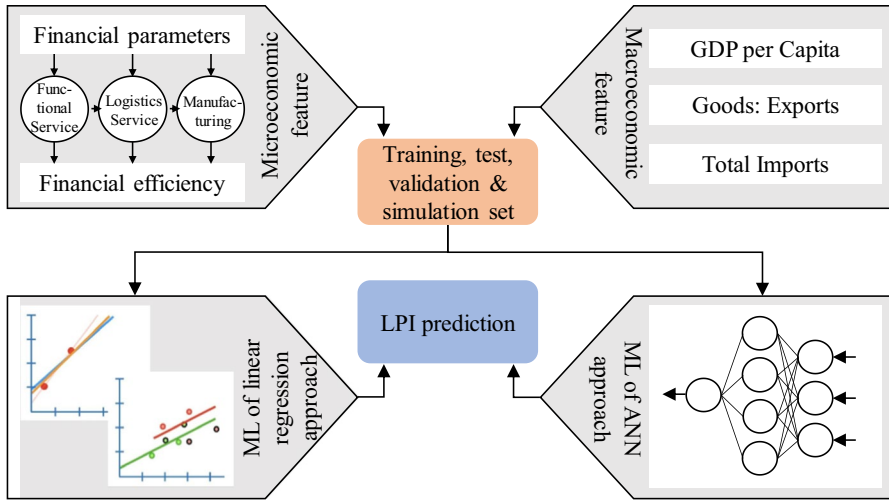 Financial parameters
Func-
tional
Service
Logistics
Service
Manufac-
turing
Financial efficiency
Microeconomic
feature
Training, test,
validation &
simulation set
Macroeconomic
feature
GDP per Capita
Goods: Exports
Total Imports
ML of linear
regression
approach
LPI prediction
ML of ANN
approach